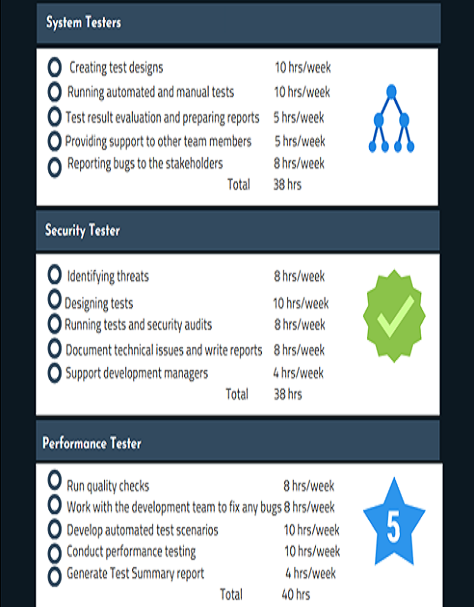 System Testers
Creating test designs 10 hrs/week
Running automated and manual tests 10 hrs/week
Test result evaluation and preparing reports 5 hrs/week
Providing support to other team members 5 hrs/week
Reporting bugs to the stakeholders 8 hrs/week
Total 38 hrs
Security Tester
Identifying threats 8 hrs/week
Designing tests 10 hrs/week
Running tests and security audits 8 hrs/week
Document technical issues and write reports 8 hrs/week
Support development managers 4 hrs/week
Total 38 hrs
Performance Tester
Run quality checks 8 hrs/week
Work with the development team to fix any bugs 8 hrs/week
Develop automated test scenarios 10 hrs/week
5
Conduct performance testing 10 hrs/week
Generate Test Summary report 4 hrs/week
Total 40 hrs